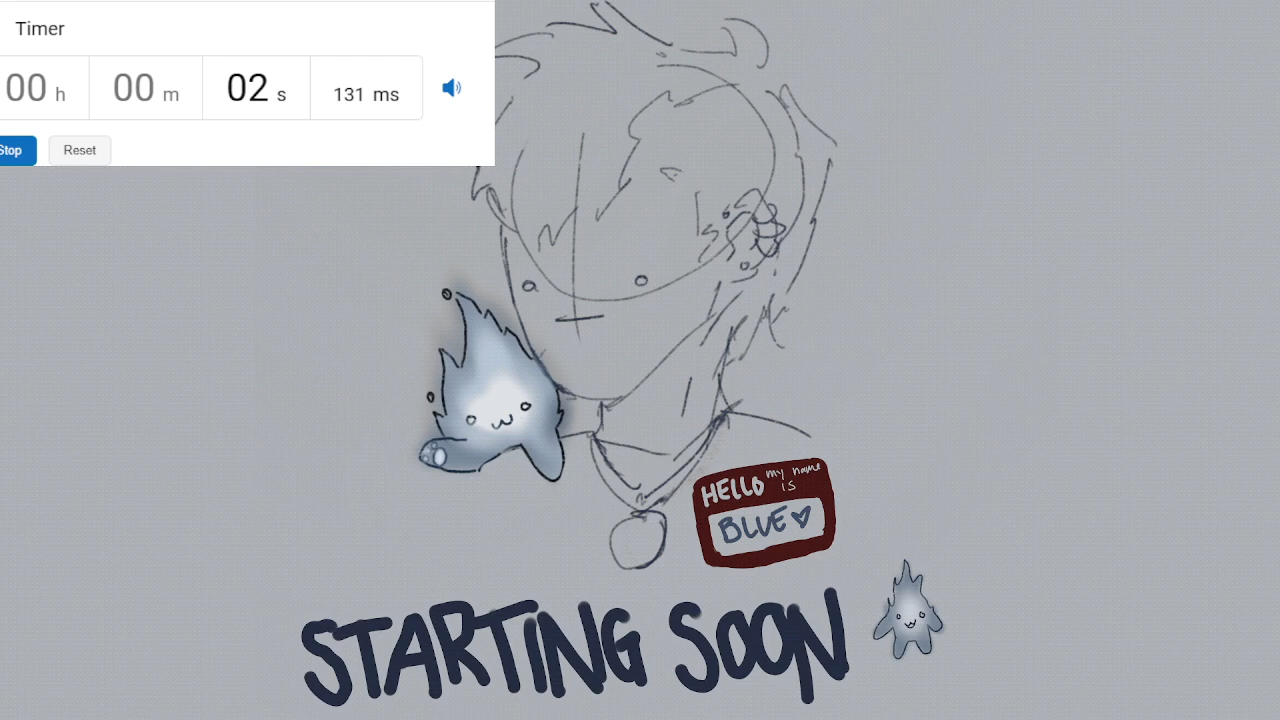 Timer
00 h 00 m 02 s 131 ms
Stop Reset
HELLO my name is
BLUE
STARTING SOON